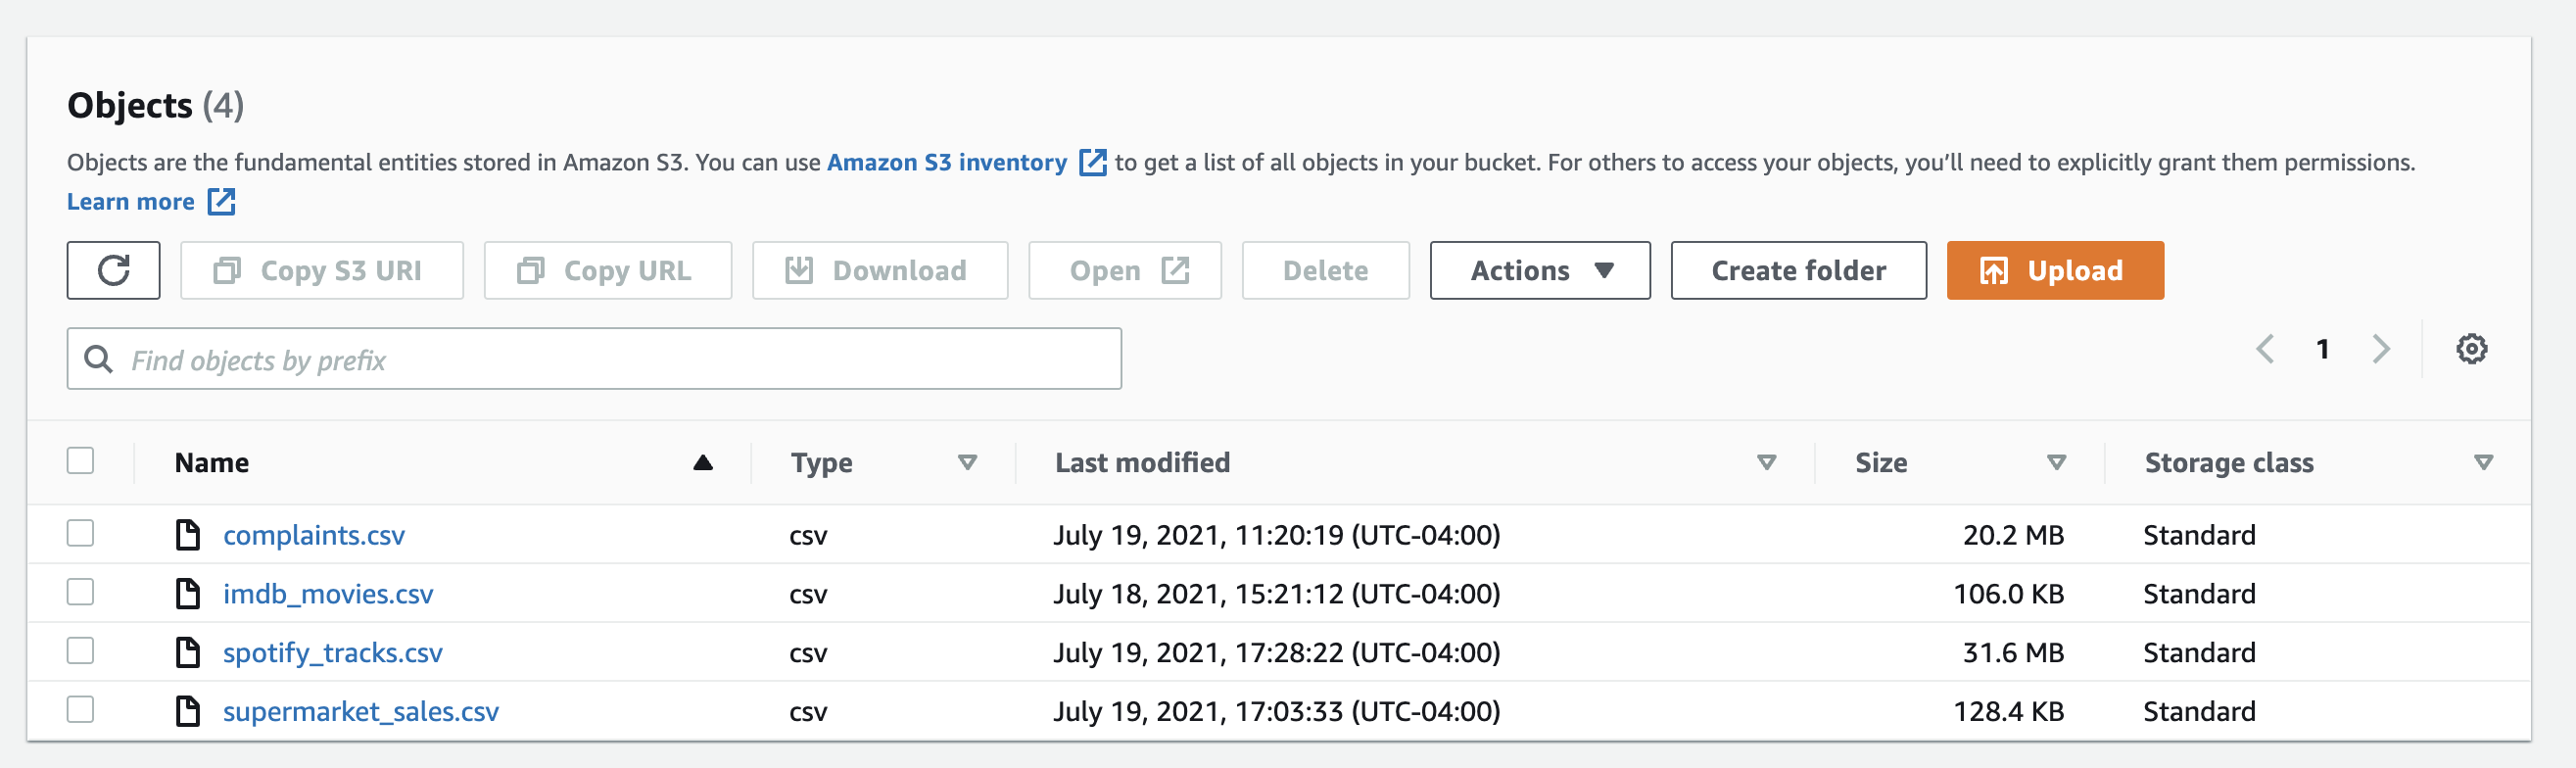 Objects (4)
Objects are the fundamental entities stored in Amazon S3. You can use Amazon S3 inventory to get a list of all objects in your bucket. For others to access your objects, you’ll need to explicitly grant them permissions.
Learn more
Copy S3 URI Copy URL Download Open Delete Actions Create folder Upload
Find objects by prefix 1
Name Type Last modified Size Storage class
complaints.csv csv July 19, 2021, 11:20:19 (UTC-04:00) 20.2 MB Standard
imdb_movies.csv csv July 18, 2021, 15:21:12 (UTC-04:00) 106.0 KB Standard
spotify_tracks.csv csv July 19, 2021, 17:28:22 (UTC-04:00) 31.6 MB Standard
supermarket_sales.csv csv July 19, 2021, 17:03:33 (UTC-04:00) 128.4 KB Standard